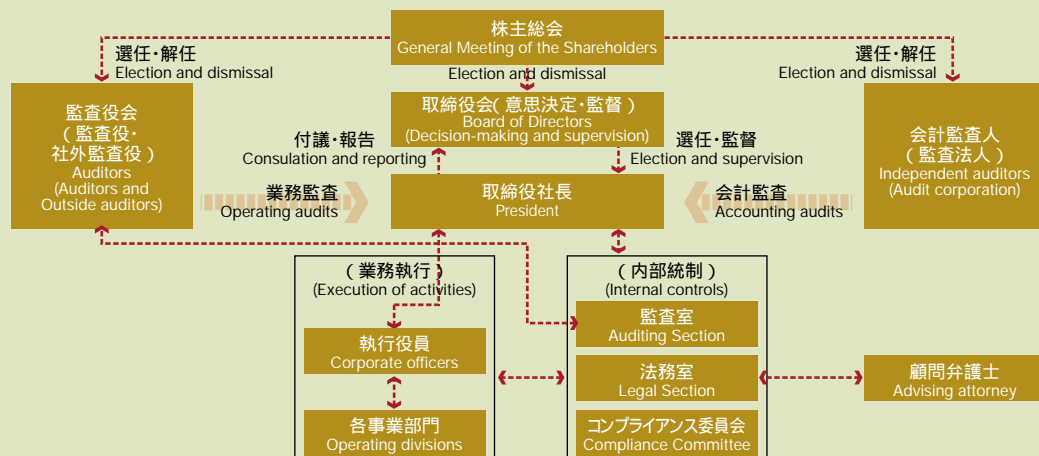 株主総会
General Meeting of the Shareholders
選任・解任
Election and dismissal
Election and dismissal
選任・解任
Election and dismissal
監査役会
(監査役・
社外監査役)
Auditors
(Auditors and
Outside auditors)
取締役会(意思決定・監督)
Board of Directors
(Decision-making and supervision)
会計監査人
(監査法人)
Independent auditors
(Audit corporation)
付議・報告
Consulation and reporting
選任・監督
Election and supervision
業務監査
Operating audits
取締役社長
President
会計監査
Accounting audits
(業務執行)
(Execution of activities)
執行役員
Corporate officers
各事業部門
Operating divisions
(内部統制)
(Internal controls)
監査室
Auditing Section
法務室
Legal Section
コンプライアンス委員会
Compliance Committee
顧問弁護士
Advising attorney